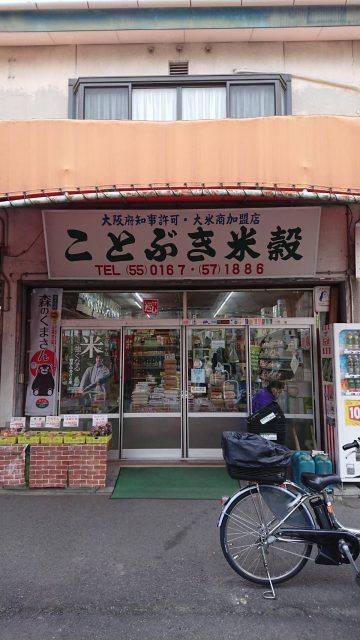 大阪府知事許可・大米商加盟店
ことぶき米穀
TEL (55)0167・(57)1886
森のくまさん
米
10